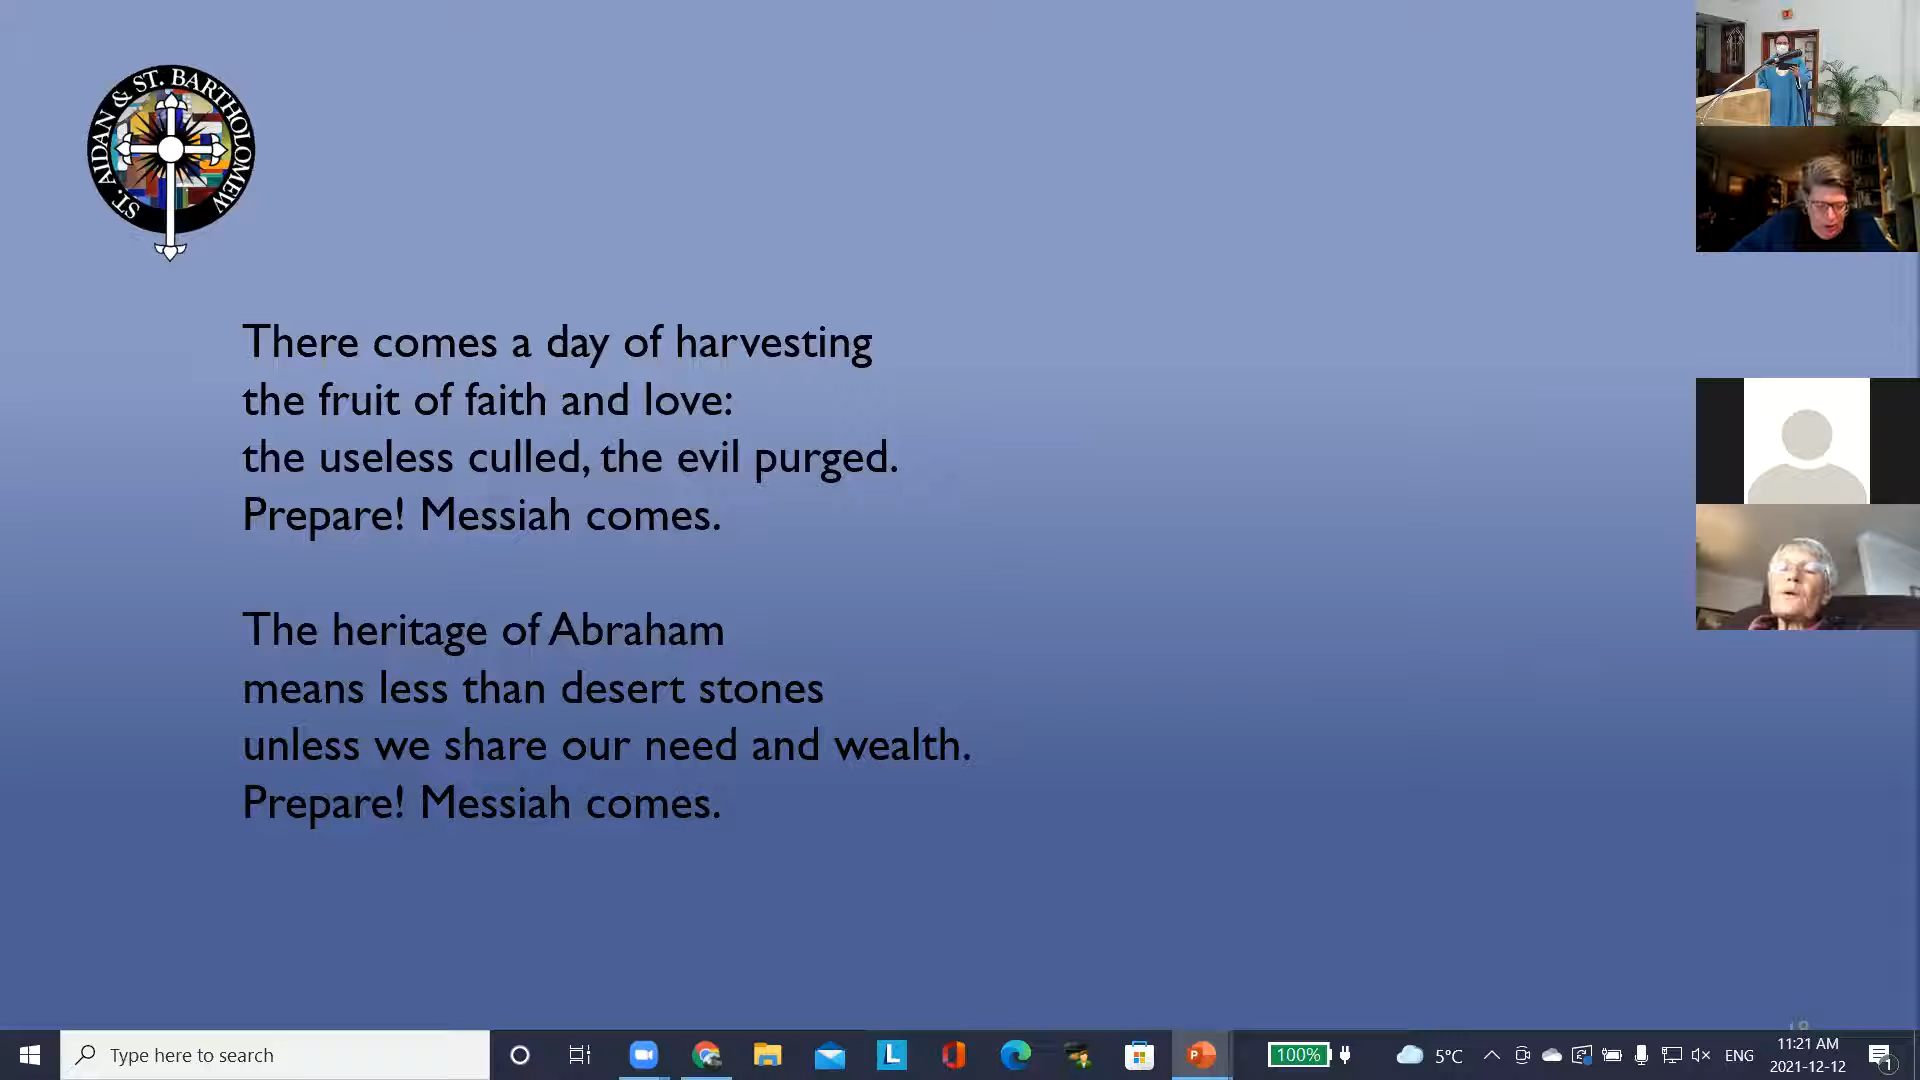 ST. AIDAN & ST. BARTHOLOMEW
There comes a day of harvesting
the fruit of faith and love:
the useless culled, the evil purged.
Prepare! Messiah comes.
The heritage of Abraham
means less than desert stones
unless we share our need and wealth.
Prepare! Messiah comes.
Type here to search
L
P
100%
5°C
ENG
11:21 AM
2021-12-12
1